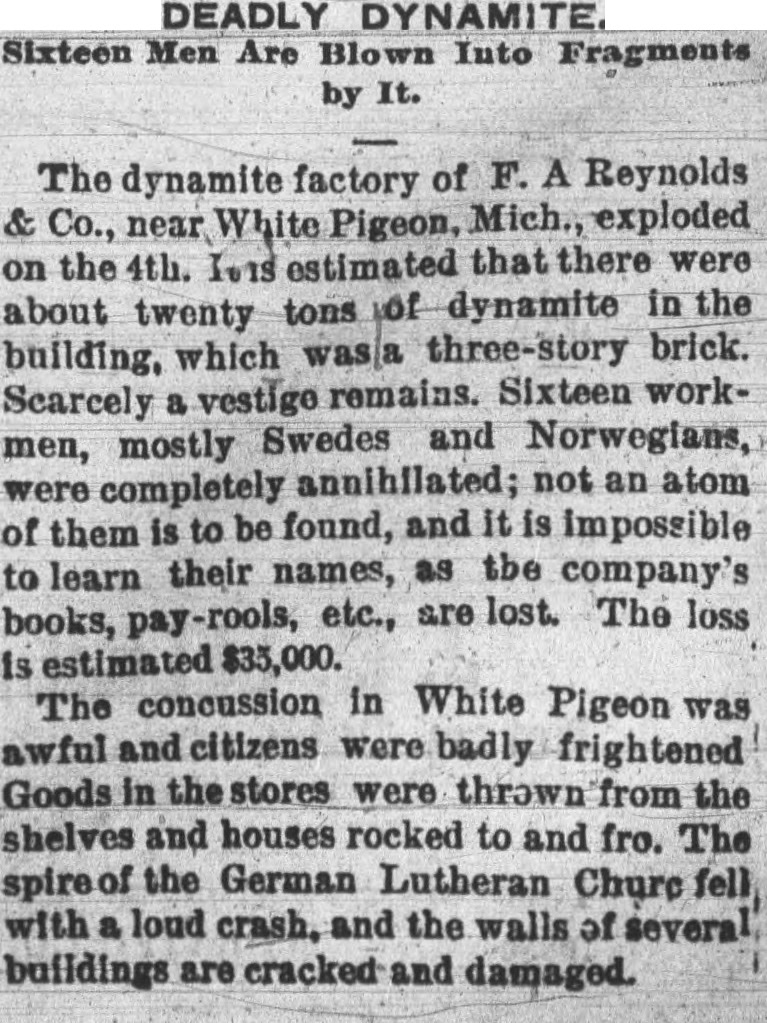 DEADLY DYNAMITE.
Sixteen Men Are Blown Into Fragments
by It.
The dynamite factory of F. A Reynolds
& Co., near White Pigeon, Mich., exploded
on the 4th. It is estimated that there were
about twenty tons of dynamite in the
building, which was a three-story brick.
Scarcely a vestige remains. Sixteen work-
men, mostly Swedes and Norwegians,
were completely annihilated; not an atom
of them is to be found, and it is impossible
to learn their names, as the company's
books, pay-rools, etc., are lost. The loss
is estimated $35,000.
The concussion in White Pigeon was
awful and citizens were badly frightened
Goods in the stores were thrown from the
shelves and houses rocked to and fro. The
spire of the German Lutheran Churc fell
with a loud crash, and the walls of several
buildings are cracked and damaged.